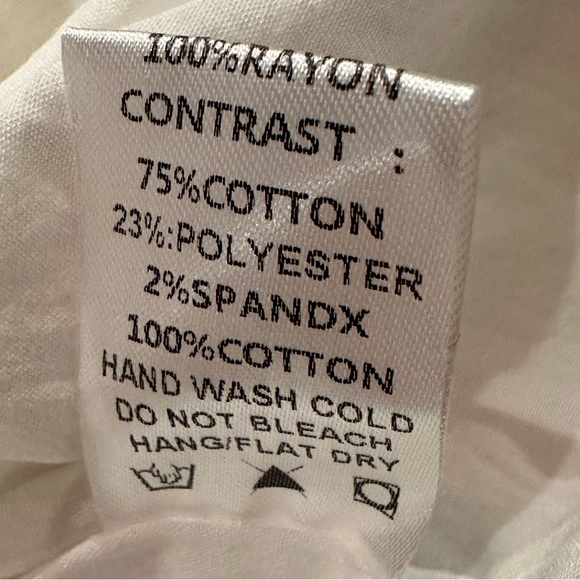 100%RAYON
CONTRAST :
75%COTTON
23%:POLYESTER
2%SPANDX
100%COTTON
HAND WASH COLD
DO NOT BLEACH
HANG/FLAT DRY